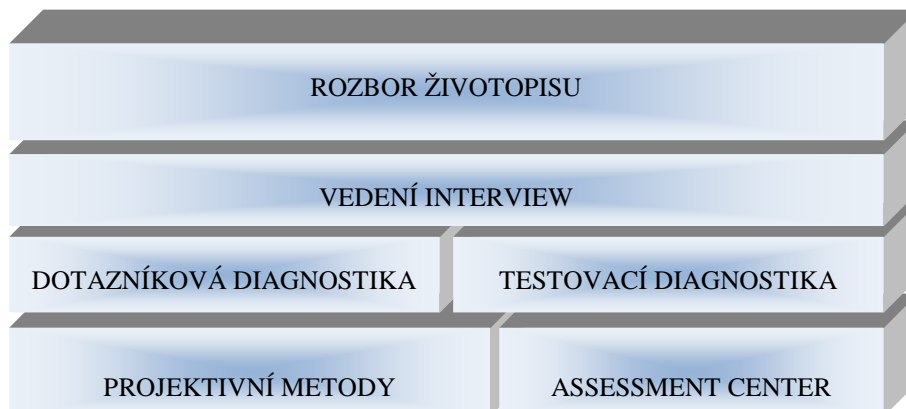 ROZBOR ŽIVOTOPISU
VEDENÍ INTERVIEW
DOTAZNÍKOVÁ DIAGNOSTIKA
TESTOVACÍ DIAGNOSTIKA
PROJEKTIVNÍ METODY
ASSESSMENT CENTER